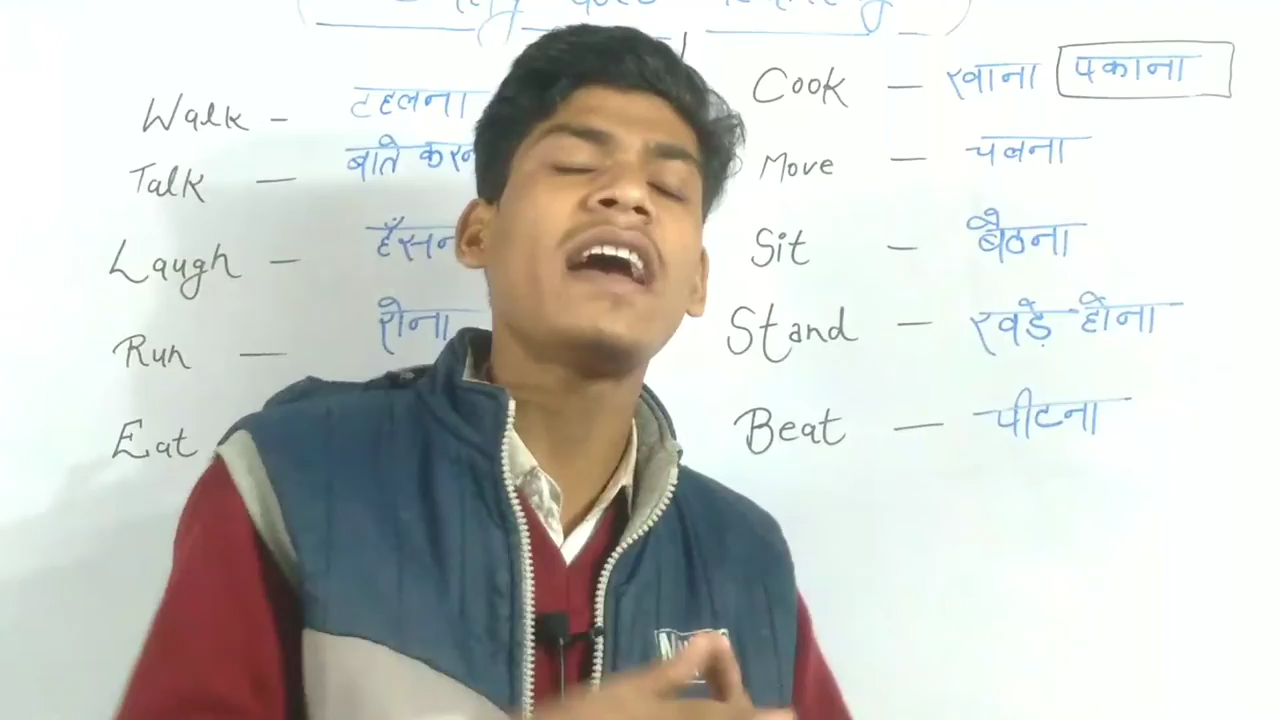 Walk - टहलना
Talk — बाते करन
Laugh — हँसन
Run — रोना
Eat
Cook — खाना पकाना
Move — चलना
Sit — बैठना
Stand — खड़ें होना
Beat — पीटना